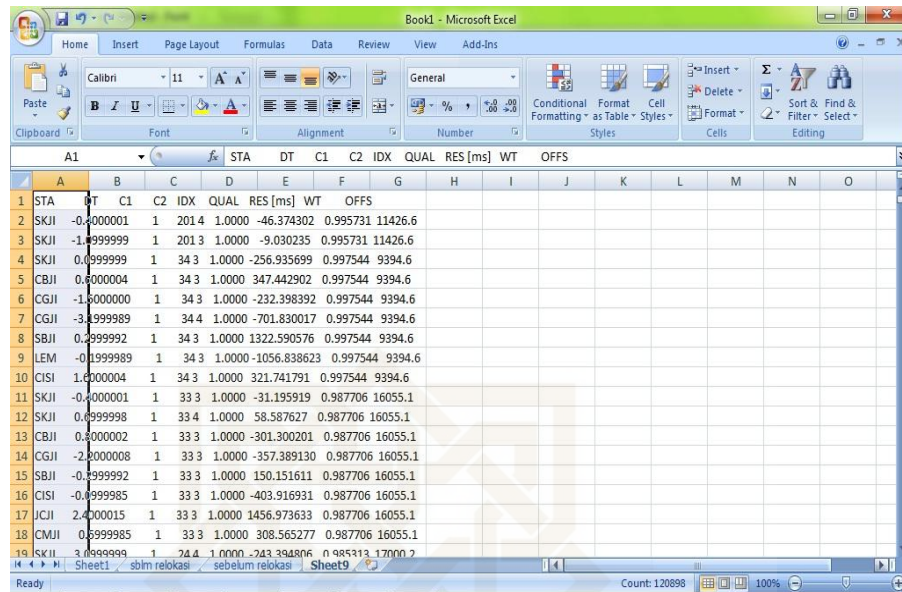 Book1 - Microsoft Excel
Home Insert Page Layout Formulas Data Review View Add-Ins
Paste Calibri 11 General Conditional Formatting Format as Table Cell Styles Insert Delete Format Sort & Filter Find & Select
Clipboard Font Alignment Number Styles Cells Editing
A1 fx STA DT C1 C2 IDX QUAL RES [ms] WT OFFS
A B C D E F G H I J K L M N O
1 STA DT C1 C2 IDX QUAL RES [ms] WT OFFS
2 SKJI 1 201 4 1.0000 -46.374302 0.995731 11426.6
3 SKJI 1 201 3 1.0000 -9.030235 0.995731 11426.6
4 SKJI 1 34 3 1.0000 -256.935699 0.997544 9394.6
5 CBJI 1 34 3 1.0000 347.442902 0.997544 9394.6
6 CGJI 1 34 3 1.0000 -232.398392 0.997544 9394.6
7 CGJI 1 34 4 1.0000 -701.830017 0.997544 9394.6
8 SBJI 1 34 3 1.0000 1322.590576 0.997544 9394.6
9 LEM 1 34 3 1.0000 -1056.838623 0.997544 9394.6
10 CISI 1 34 3 1.0000 321.741791 0.997544 9394.6
11 SKJI 1 33 3 1.0000 -31.195919 0.987706 16055.1
12 SKJI 1 33 4 1.0000 58.587627 0.987706 16055.1
13 CBJI 1 33 3 1.0000 -301.300201 0.987706 16055.1
14 CGJI 1 33 3 1.0000 -357.389130 0.987706 16055.1
15 SBJI 1 33 3 1.0000 150.151611 0.987706 16055.1
16 CISI 1 33 3 1.0000 -403.916931 0.987706 16055.1
17 JCJI 1 33 3 1.0000 1456.973633 0.987706 16055.1
18 CMJI 1 33 3 1.0000 308.565277 0.987706 16055.1
19 SKJI 1 24 4 1.0000 -243.394806 0.985313 17000.2
Sheet1 sblm relokasi sebelum relokasi Sheet9
Ready Count: 120898 100%